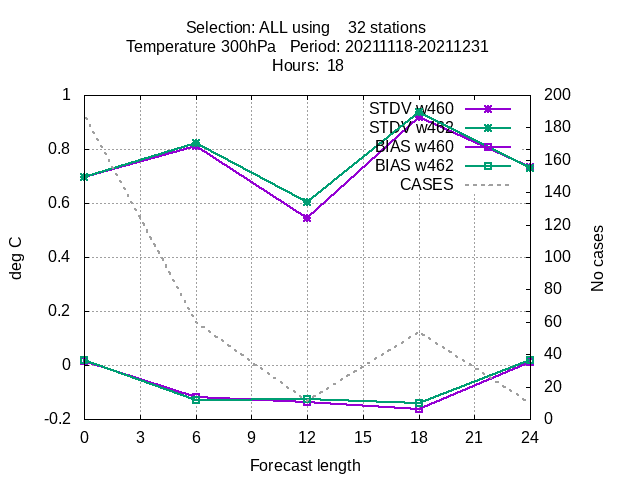 Selection: ALL using    32 stations
Temperature 300hPa   Period: 20211118-20211231
Hours:  18
deg C
1
0.8
0.6
0.4
0.2
0
-0.2
STDV w460
STDV w462
BIAS w460
BIAS w462
CASES
200
180
160
140
120
100
80
60
40
20
0
No cases
0 3 6 9 12 15 18 21 24
Forecast length